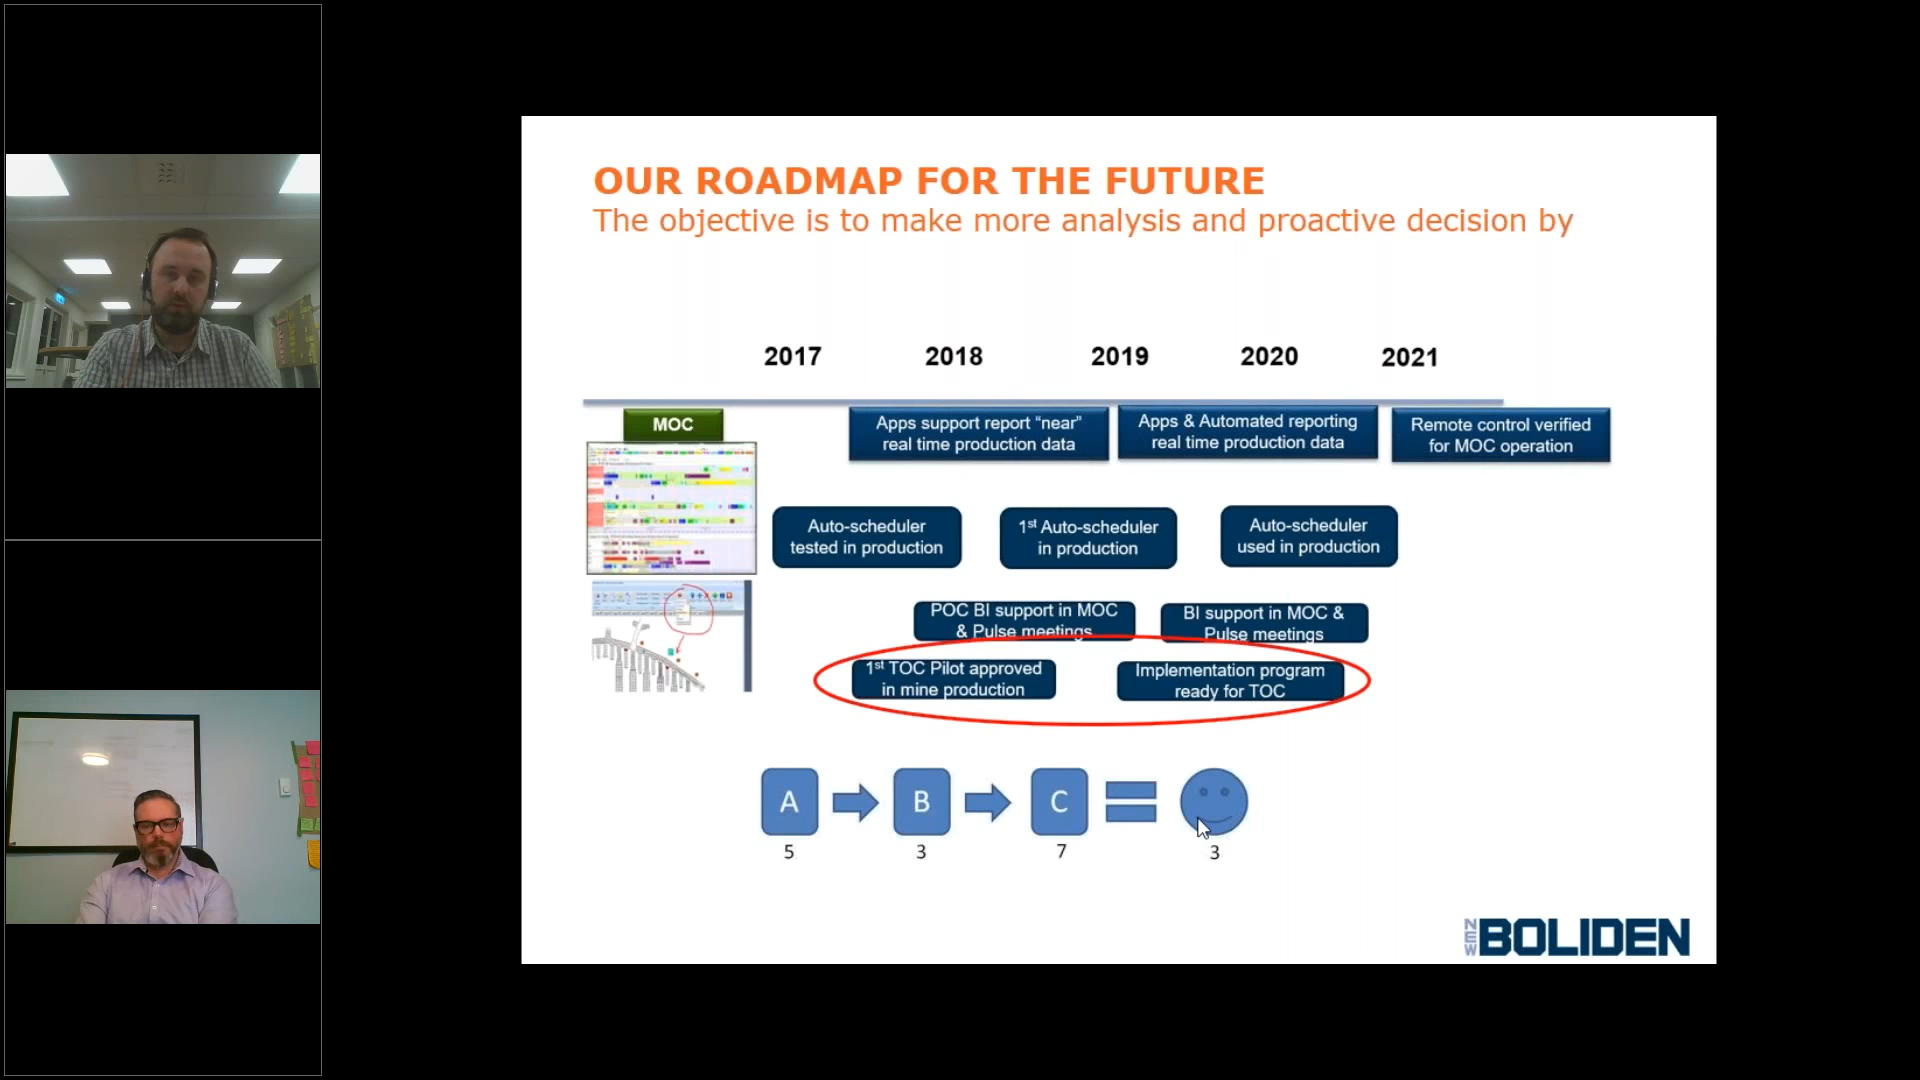 OUR ROADMAP FOR THE FUTURE
The objective is to make more analysis and proactive decision by
2017 2018 2019 2020 2021
MOC
Apps support report “near”
real time production data
Apps & Automated reporting
real time production data
Remote control verified
for MOC operation
Auto-scheduler
tested in production
1st Auto-scheduler
in production
Auto-scheduler
used in production
POC BI support in MOC
& Pulse meetings
BI support in MOC &
Pulse meetings
1st TOC Pilot approved
in mine production
Implementation program
ready for TOC
A B C
5 3 7 3
NEW BOLIDEN